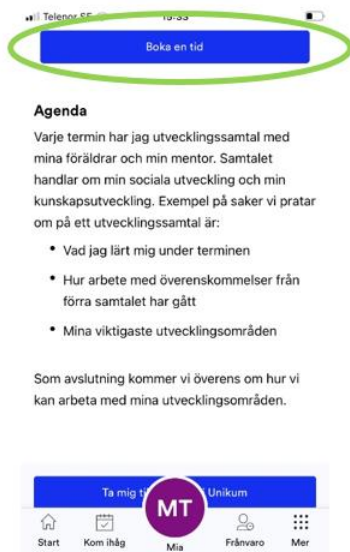 Telenor SE
15:33
Boka en tid
Agenda
Varje termin har jag utvecklingssamtal med
mina föräldrar och min mentor. Samtalet
handlar om min sociala utveckling och min
kunskapsutveckling. Exempel på saker vi pratar
om på ett utvecklingssamtal är:
• Vad jag lärt mig under terminen
• Hur arbete med överenskommelser från
förra samtalet har gått
• Mina viktigaste utvecklingsområden
Som avslutning kommer vi överens om hur vi
kan arbeta med mina utvecklingsområden.
Ta mig Unikum
MT
Start Kom ihåg Mia Frånvaro Mer